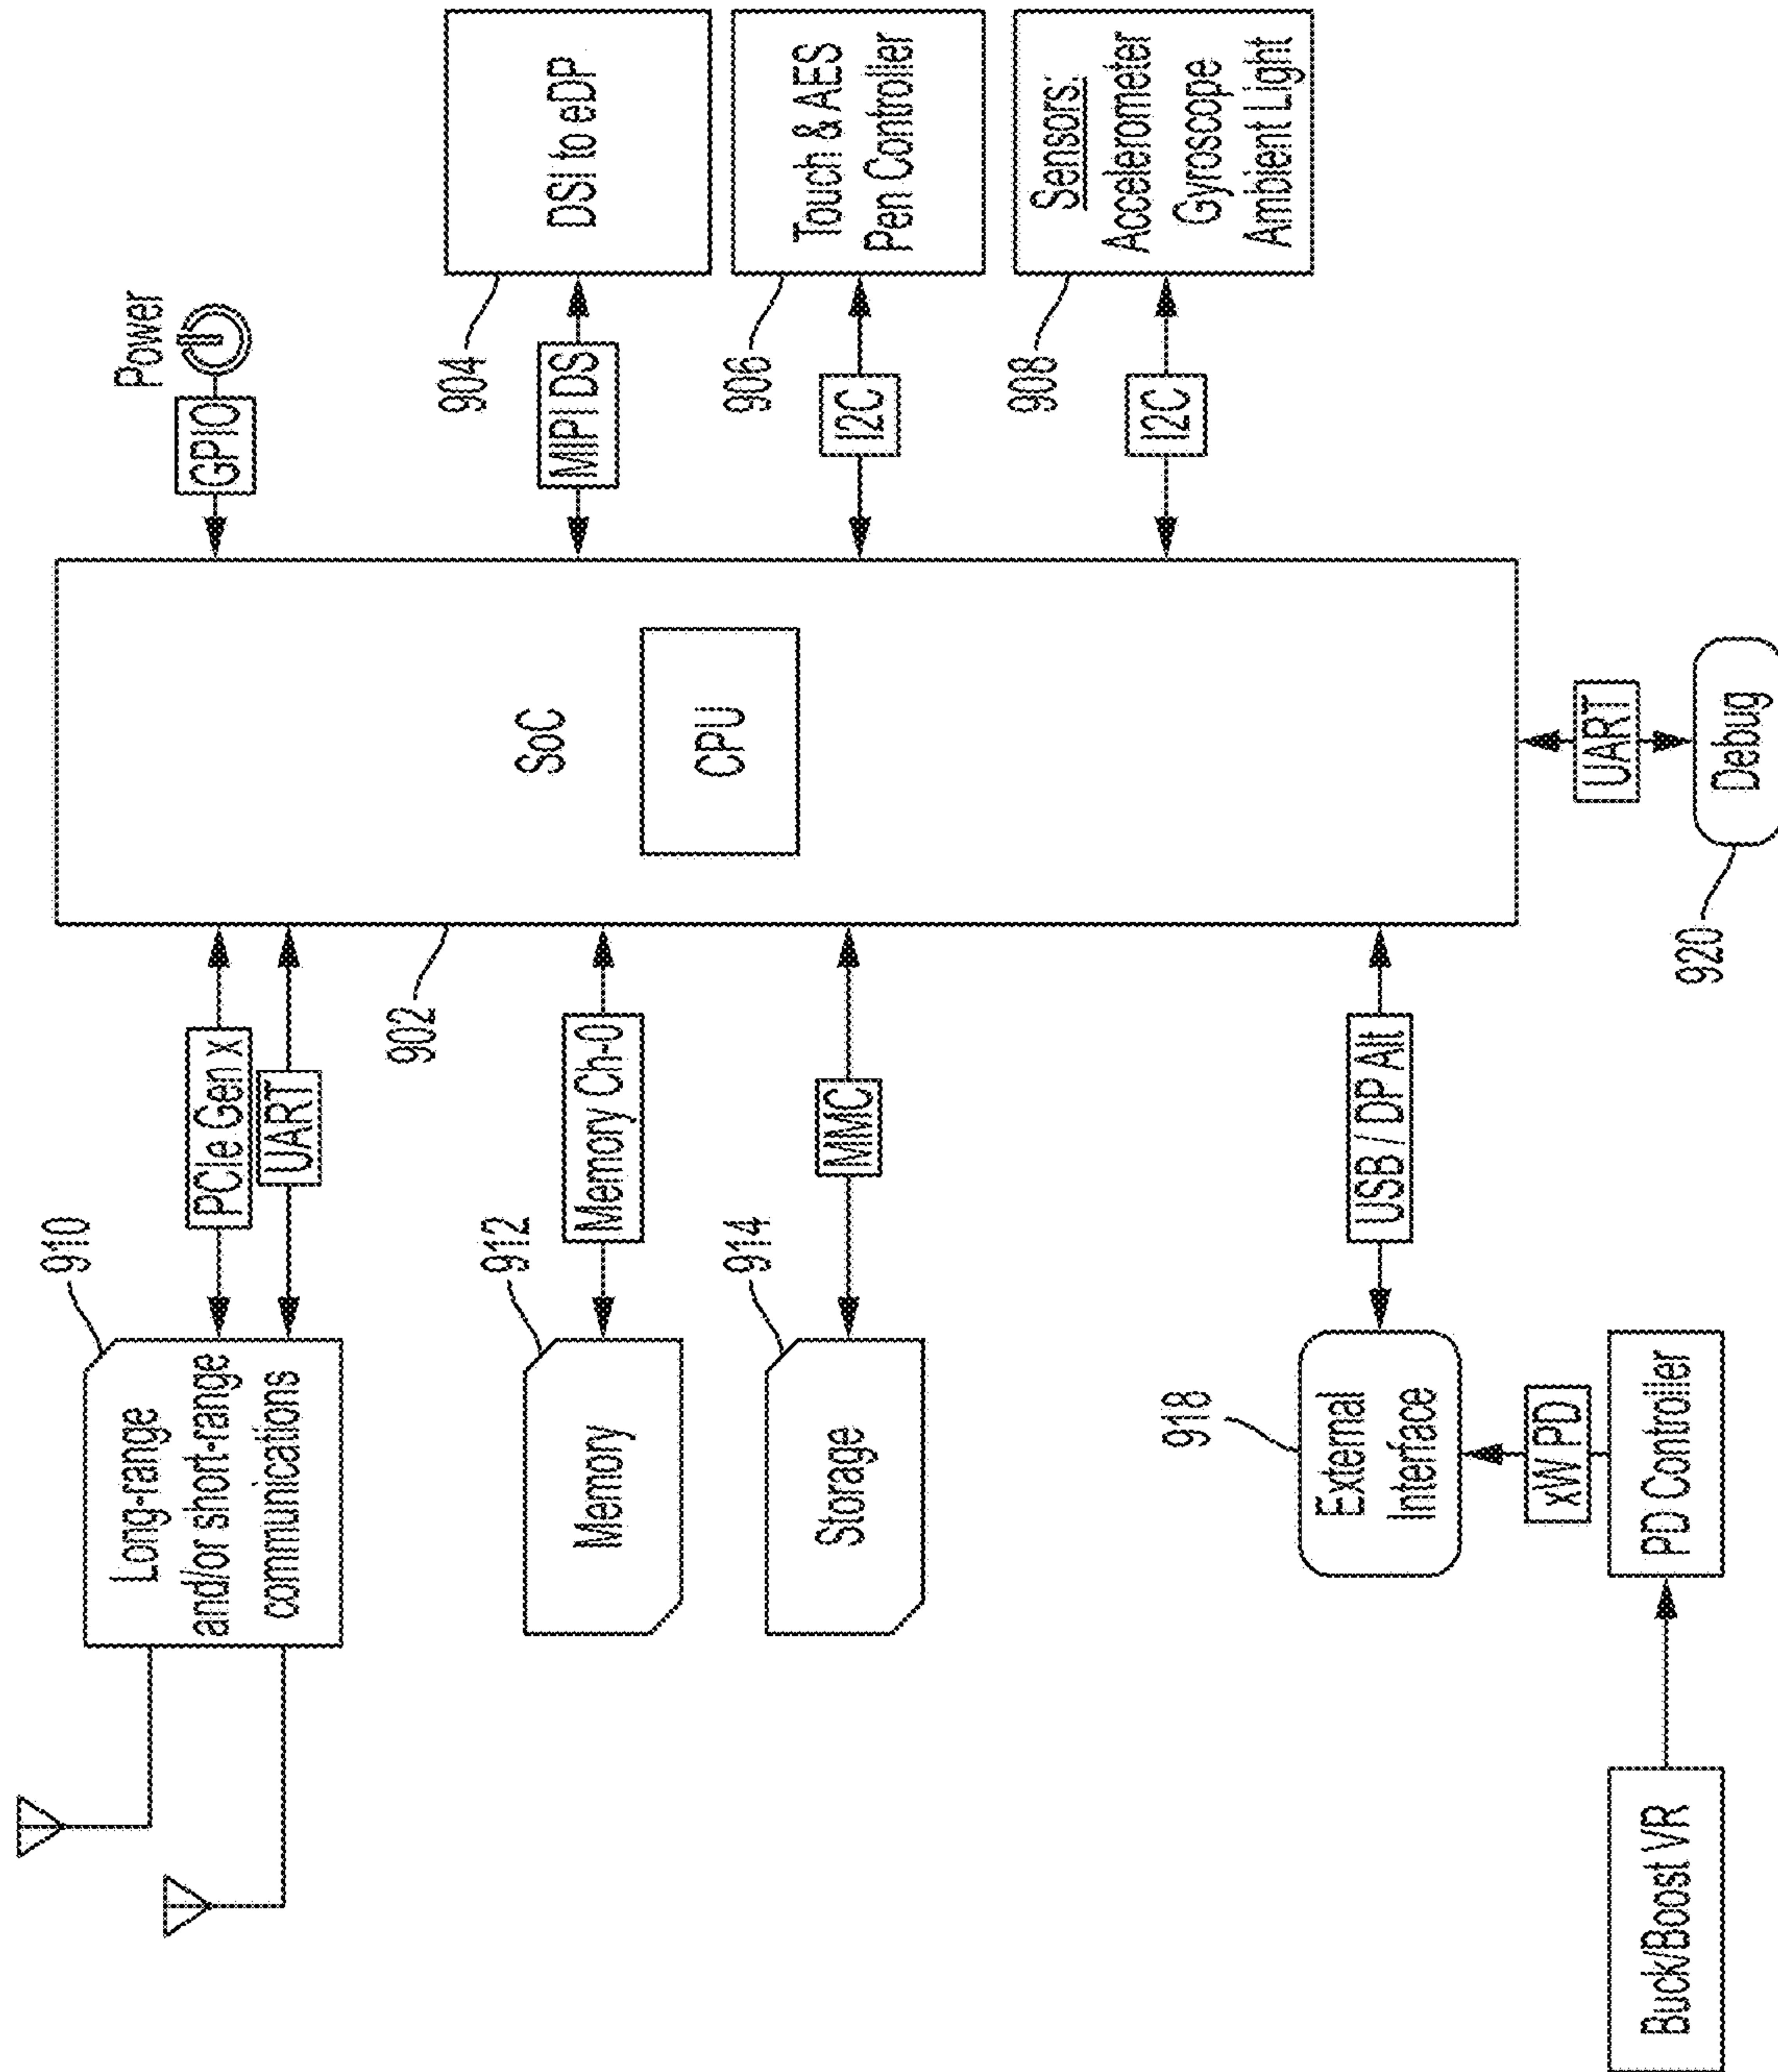 910
Long-range
and/or short-range
communications
PCIe Gen x
UART
Power
GPIO
902
SoC
CPU
904
MIPI DS
DSI to eDP
912
Memory
Memory Ch-0
906
I2C
Touch & AES
Pen Controller
914
Storage
MMC
908
I2C
Sensors:
Accelerometer
Gyroscope
Ambient Light
918
External
Interface
USB / DP Alt
xW PD
Buck/Boost VR
PD Controller
UART
920
Debug